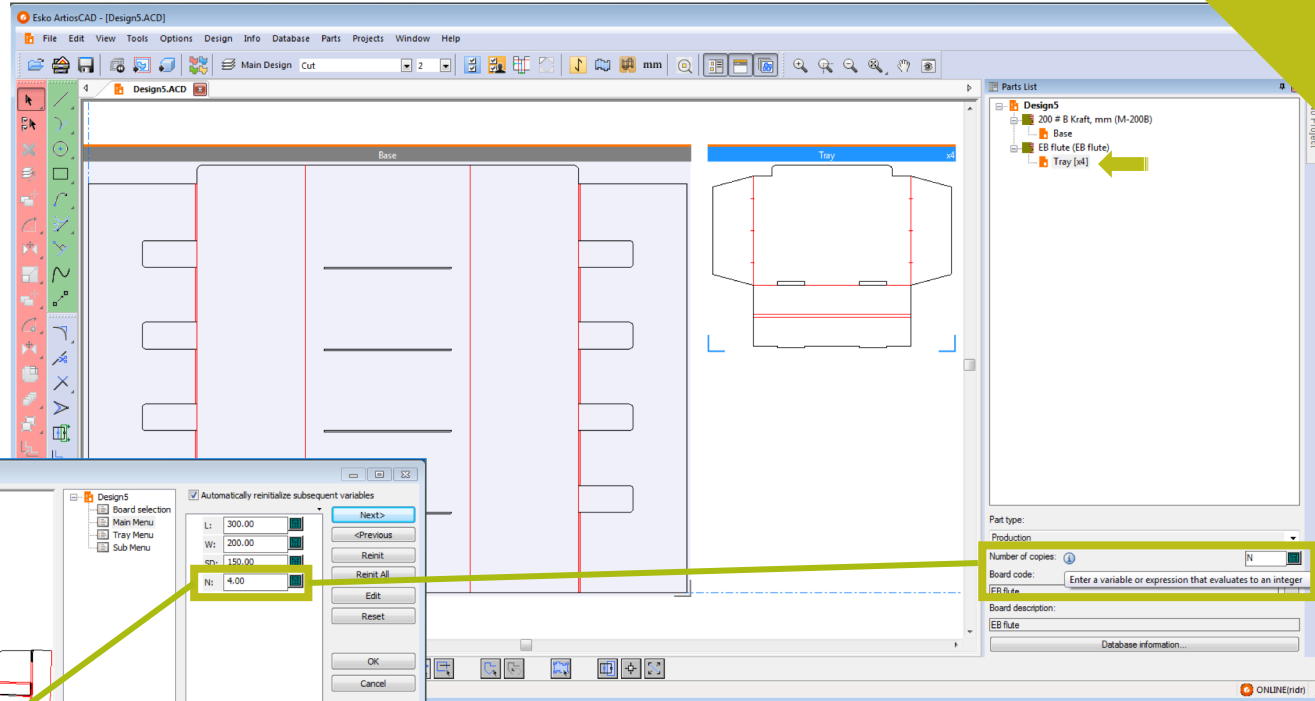 Esko ArtiosCAD - [Design5.ACD]
File Edit View Tools Options Design Info Database Parts Projects Window Help
Main Design Cut 2 mm
Design5.ACD
Parts List
Design5
200 # B Kraft, mm (M-200B)
Base
EB flute (EB flute)
Tray [x4]
Base
Tray x4
Design5
Board selection
Main Menu
Tray Menu
Sub Menu
Automatically reinitialize subsequent variables
L: 300.00
W: 200.00
SD: 150.00
N: 4.00
Next>
<Previous
Reinit
Reinit All
Edit
Reset
OK
Cancel
Part type:
Production
Number of copies: N
Board code:
Enter a variable or expression that evaluates to an integer
EB flute
Board description:
EB flute
Database information...
ONLINE(ridr)